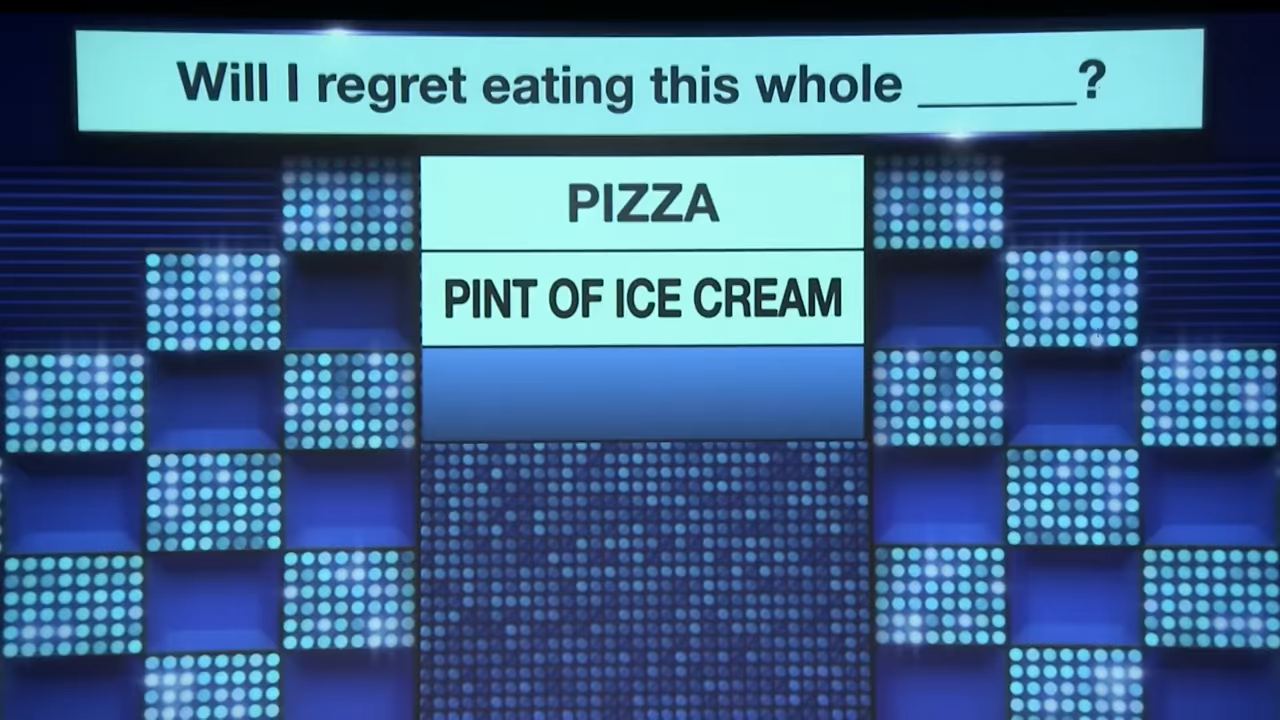 Will I regret eating this whole ______?
PIZZA
PINT OF ICE CREAM